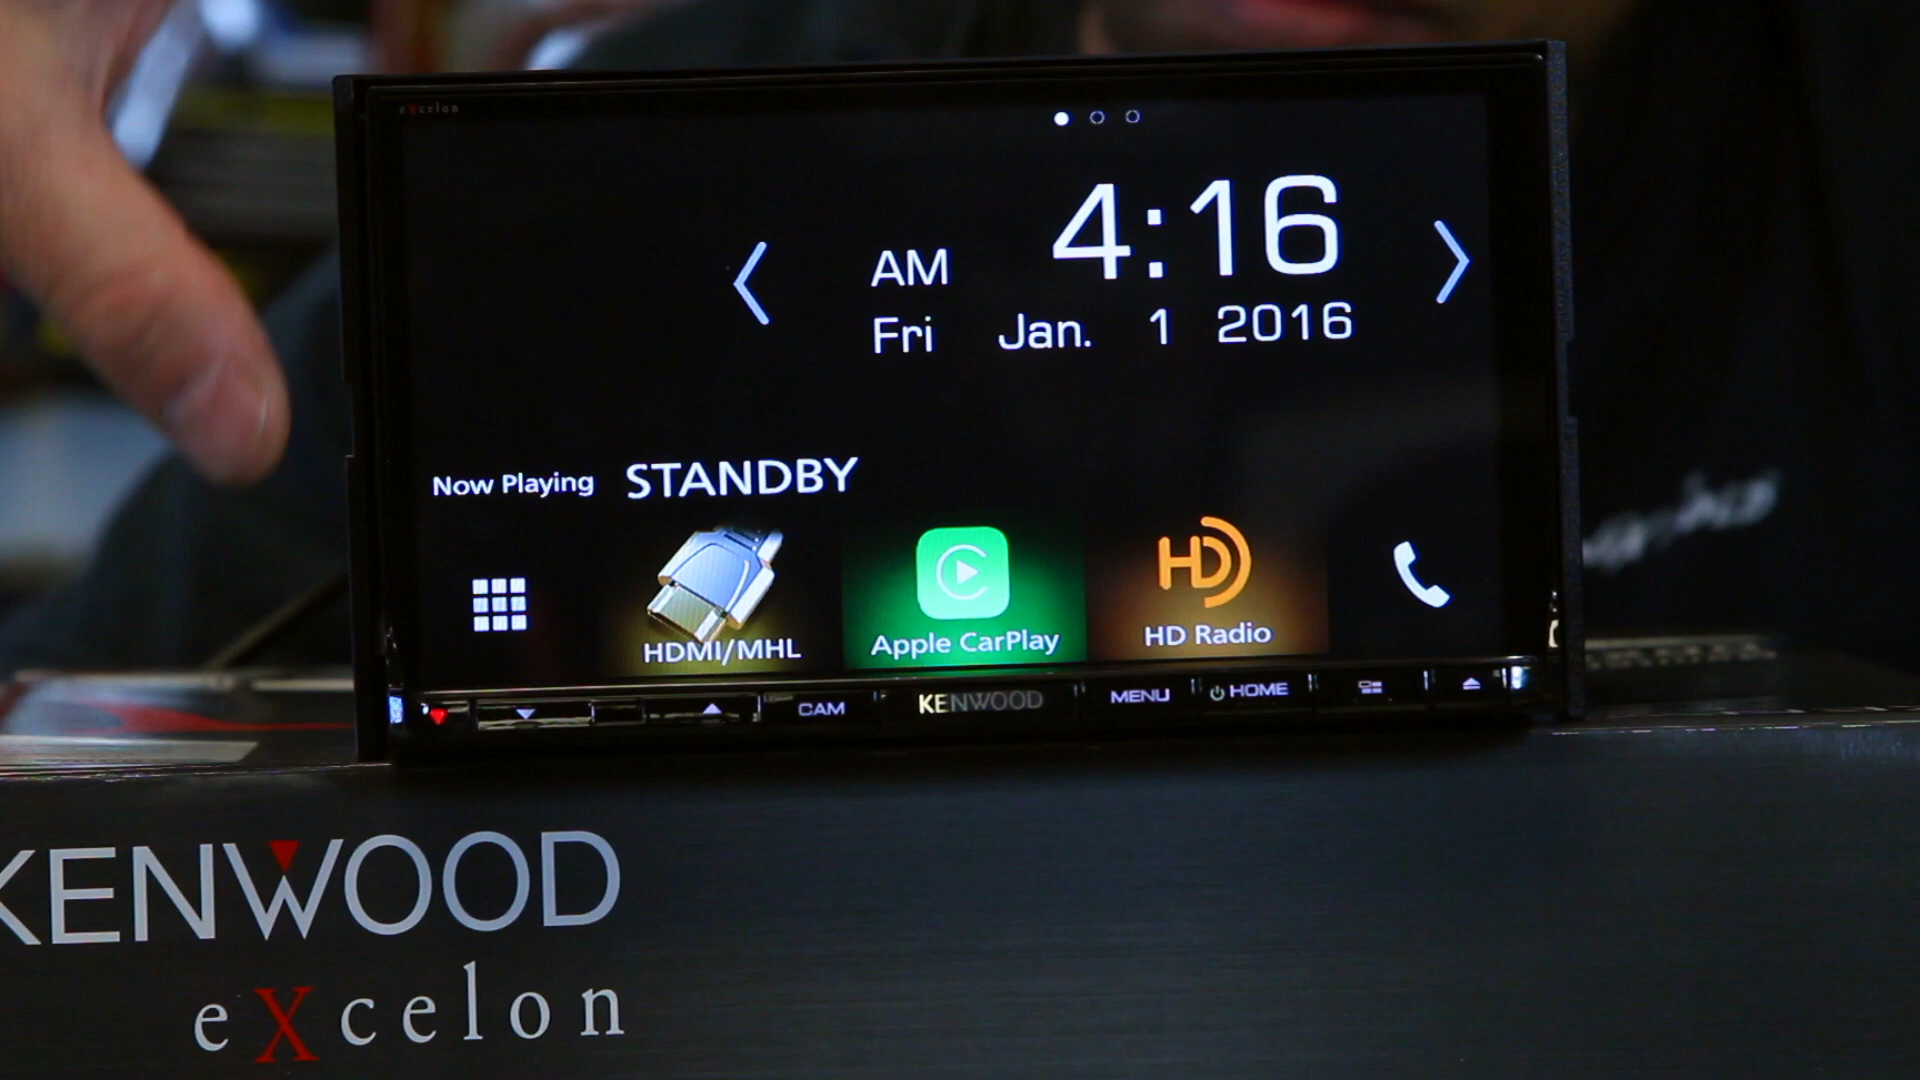 eXcelon
4:16
AM
Fri Jan. 1 2016
Now Playing STANDBY
HDMI/MHL
Apple CarPlay
HD
HD Radio
CAM
KENWOOD
MENU
HOME
KENWOOD
eXcelon